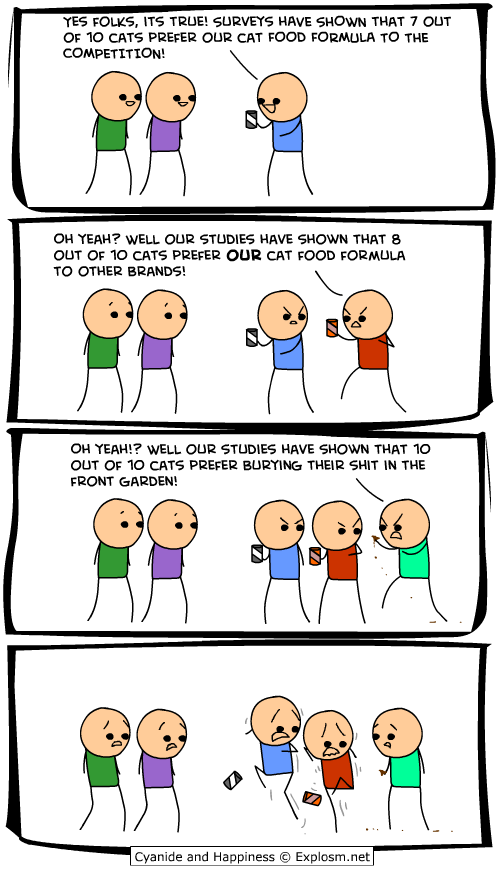 YES FOLKS, ITS TRUE! SURVEYS HAVE SHOWN THAT 7 OUT
OF 10 CATS PREFER OUR CAT FOOD FORMULA TO THE
COMPETITION!
OH YEAH? WELL OUR STUDIES HAVE SHOWN THAT 8
OUT OF 10 CATS PREFER OUR CAT FOOD FORMULA
TO OTHER BRANDS!
OH YEAH!? WELL OUR STUDIES HAVE SHOWN THAT 10
OUT OF 10 CATS PREFER BURYING THEIR SHIT IN THE
FRONT GARDEN!
Cyanide and Happiness © Explosm.net